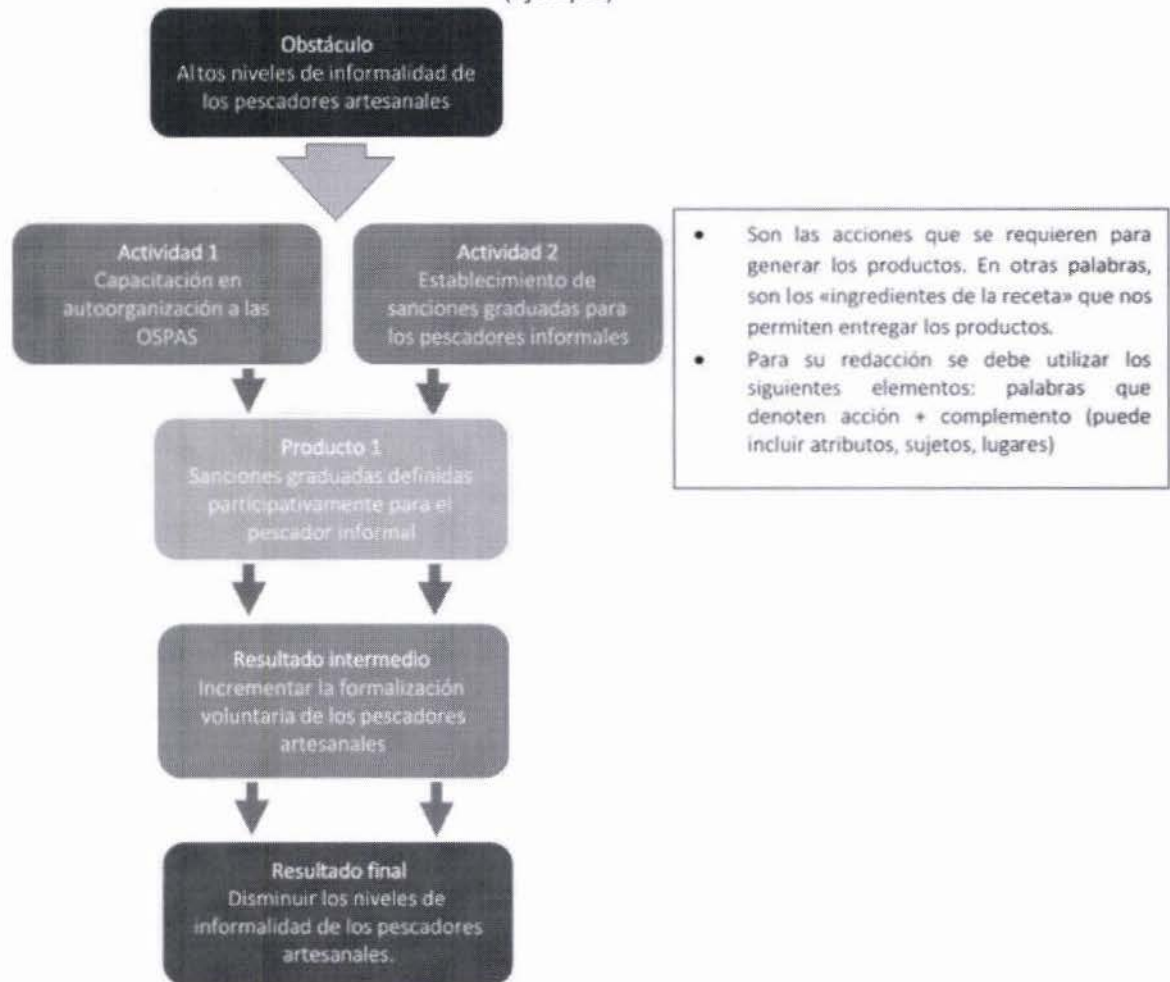 Obstáculo
Altos niveles de informalidad de
los pescadores artesanales
Actividad 1
Capacitación en
autoorganización a las
OSPAS
Actividad 2
Establecimiento de
sanciones graduadas para
los pescadores informales
• Son las acciones que se requieren para
generar los productos. En otras palabras,
son los «ingredientes de la receta» que nos
permiten entregar los productos.
• Para su redacción se debe utilizar los
siguientes elementos: palabras que
denoten acción + complemento (puede
incluir atributos, sujetos, lugares)
Producto 1
Sanciones graduadas definidas
participativamente para el
pescador informal
Resultado intermedio
Incrementar la formalización
voluntaria de los pescadores
artesanales
Resultado final
Disminuir los niveles de
informalidad de los pescadores
artesanales.